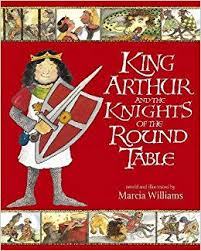 KING
ARTHUR
AND THE KNIGHTS
OF THE
ROUND
TABLE
retold and illustrated by
Marcia Williams